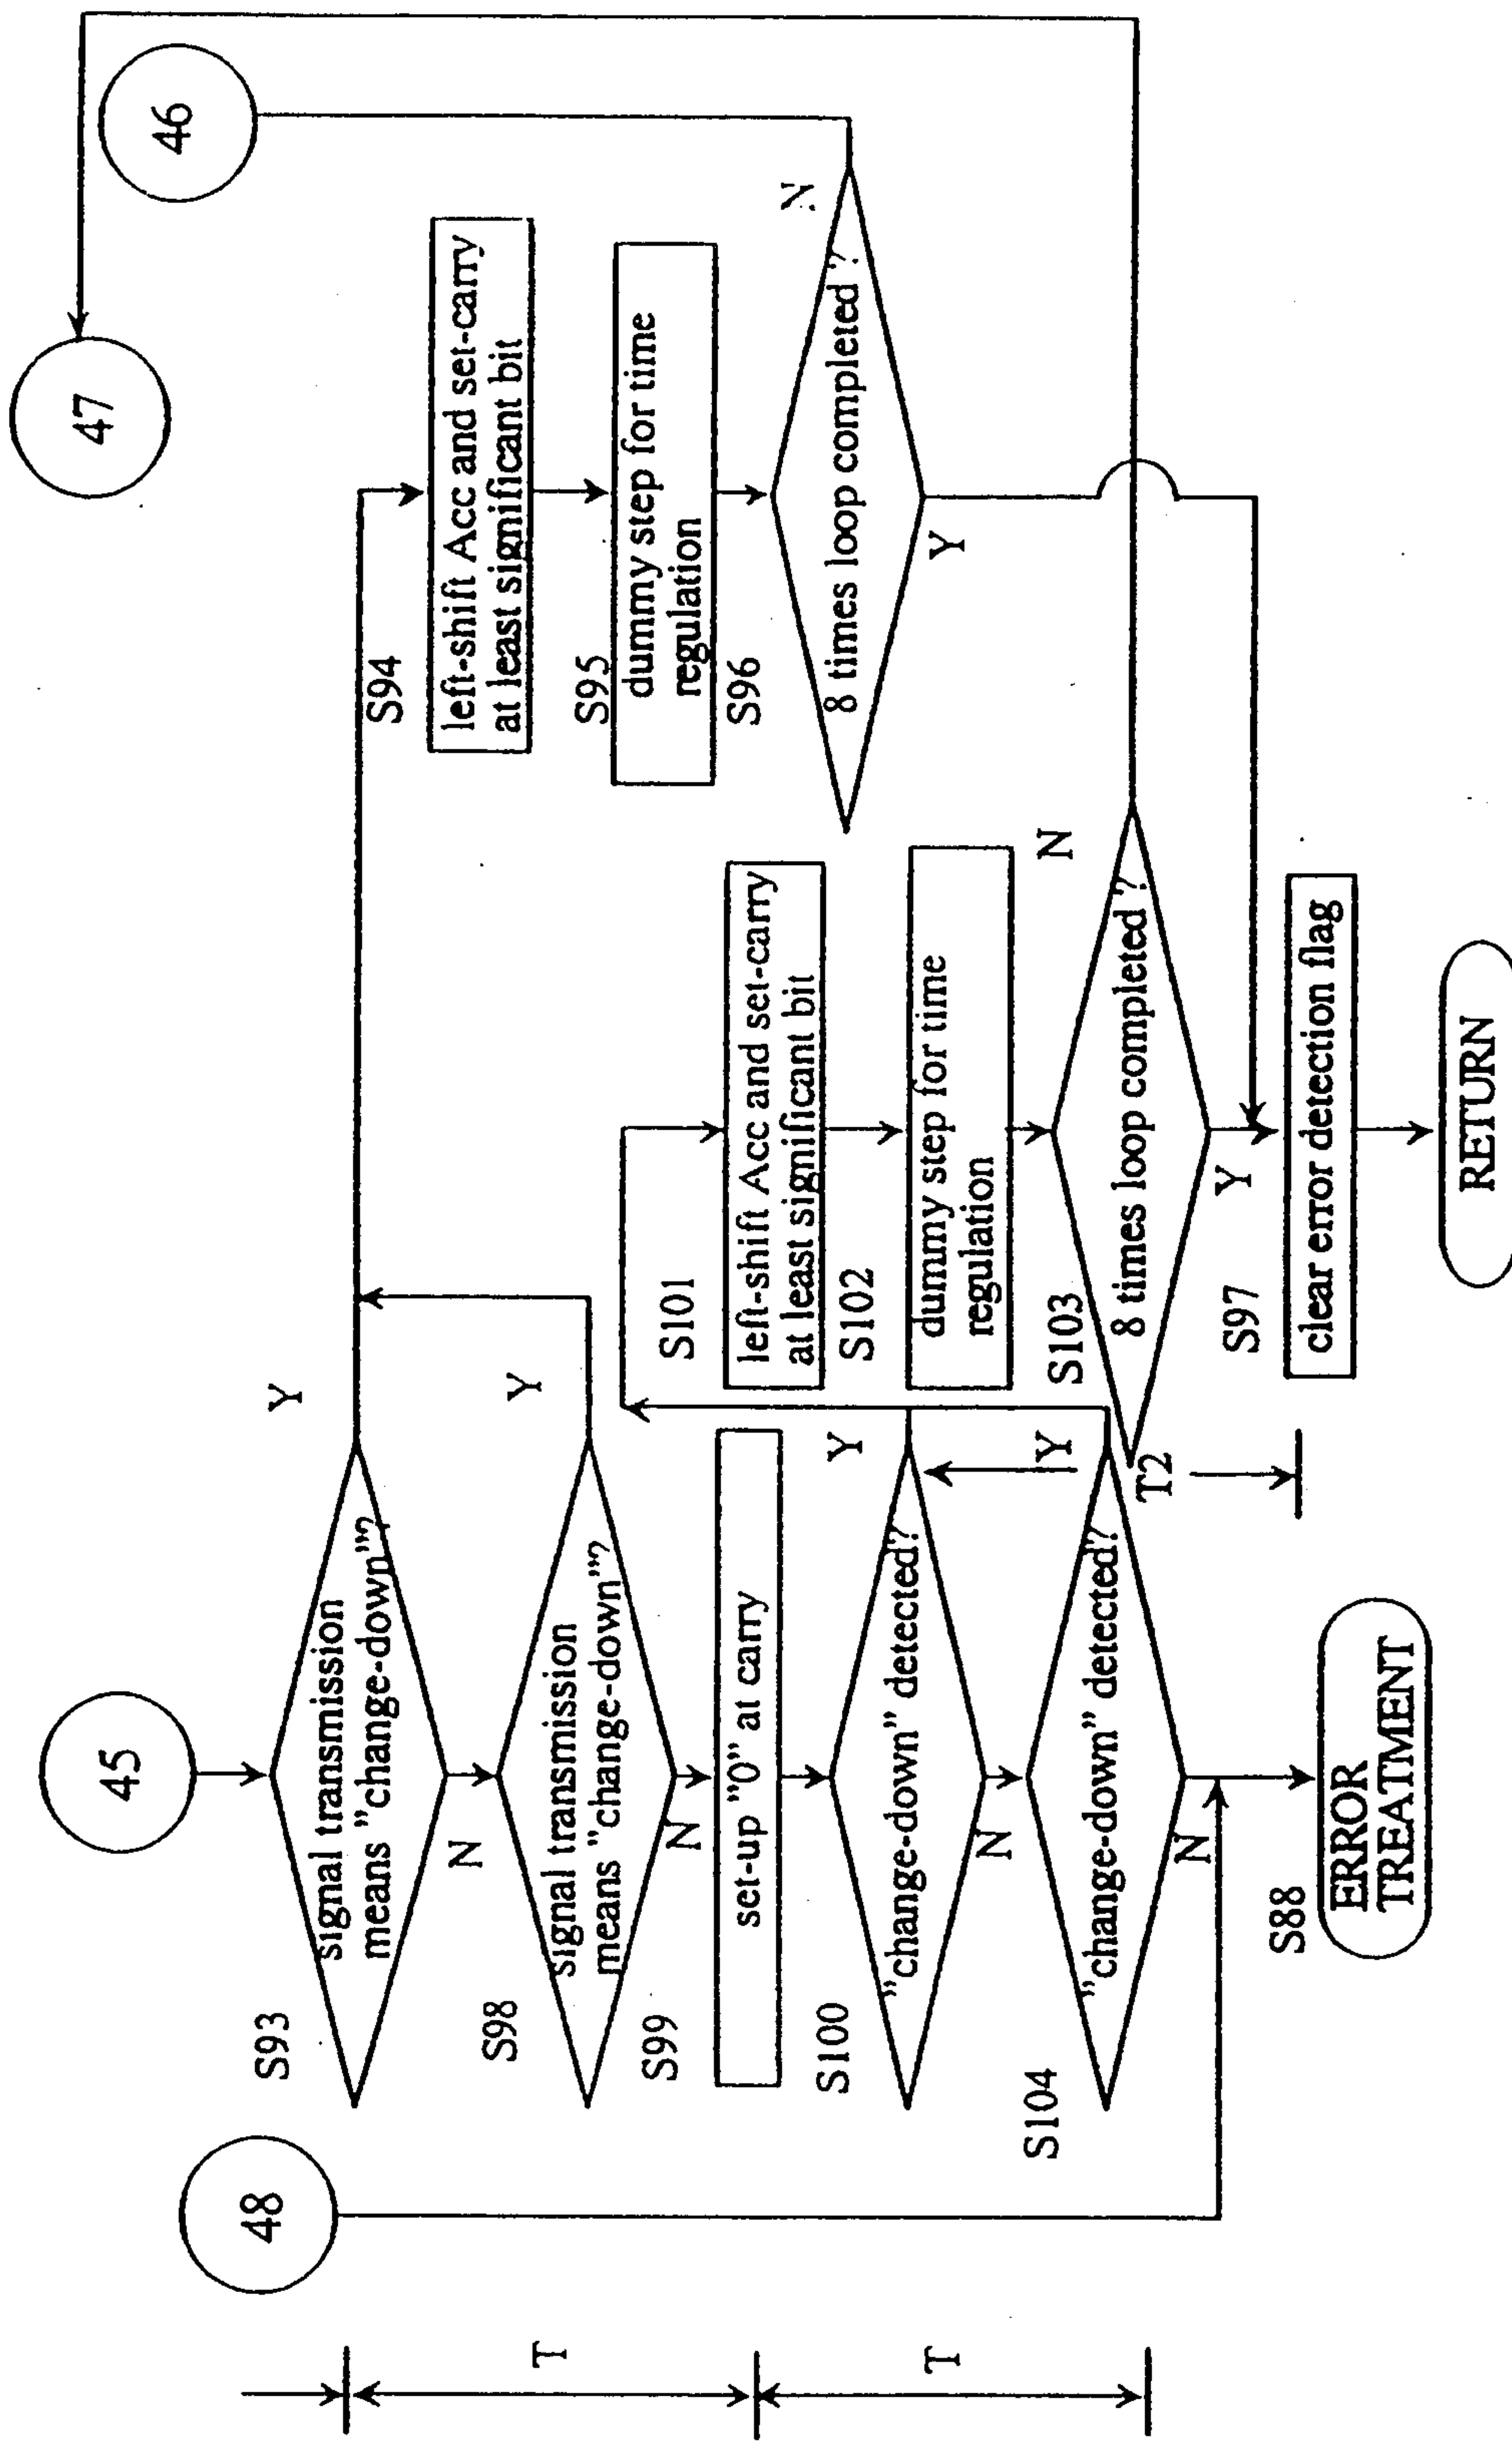 48
45
47
46
T
T
S93
signal transmission
means "change-down"?
Y
N
S98
signal transmission
means "change-down"?
Y
N
S99
set-up "0" at carry
S100
"change-down" detected?
Y
N
S104
"change-down" detected?
Y
N
S88
ERROR
TREATMENT
T2
S94
left-shift Acc and set-carry
at least significant bit
S95
dummy step for time
regulation
S96
8 times loop completed ?
N
Y
S101
left-shift Acc and set-carry
at least significant bit
S102
dummy step for time
regulation
S103
8 times loop completed ?
N
Y
S97
clear error detection flag
RETURN